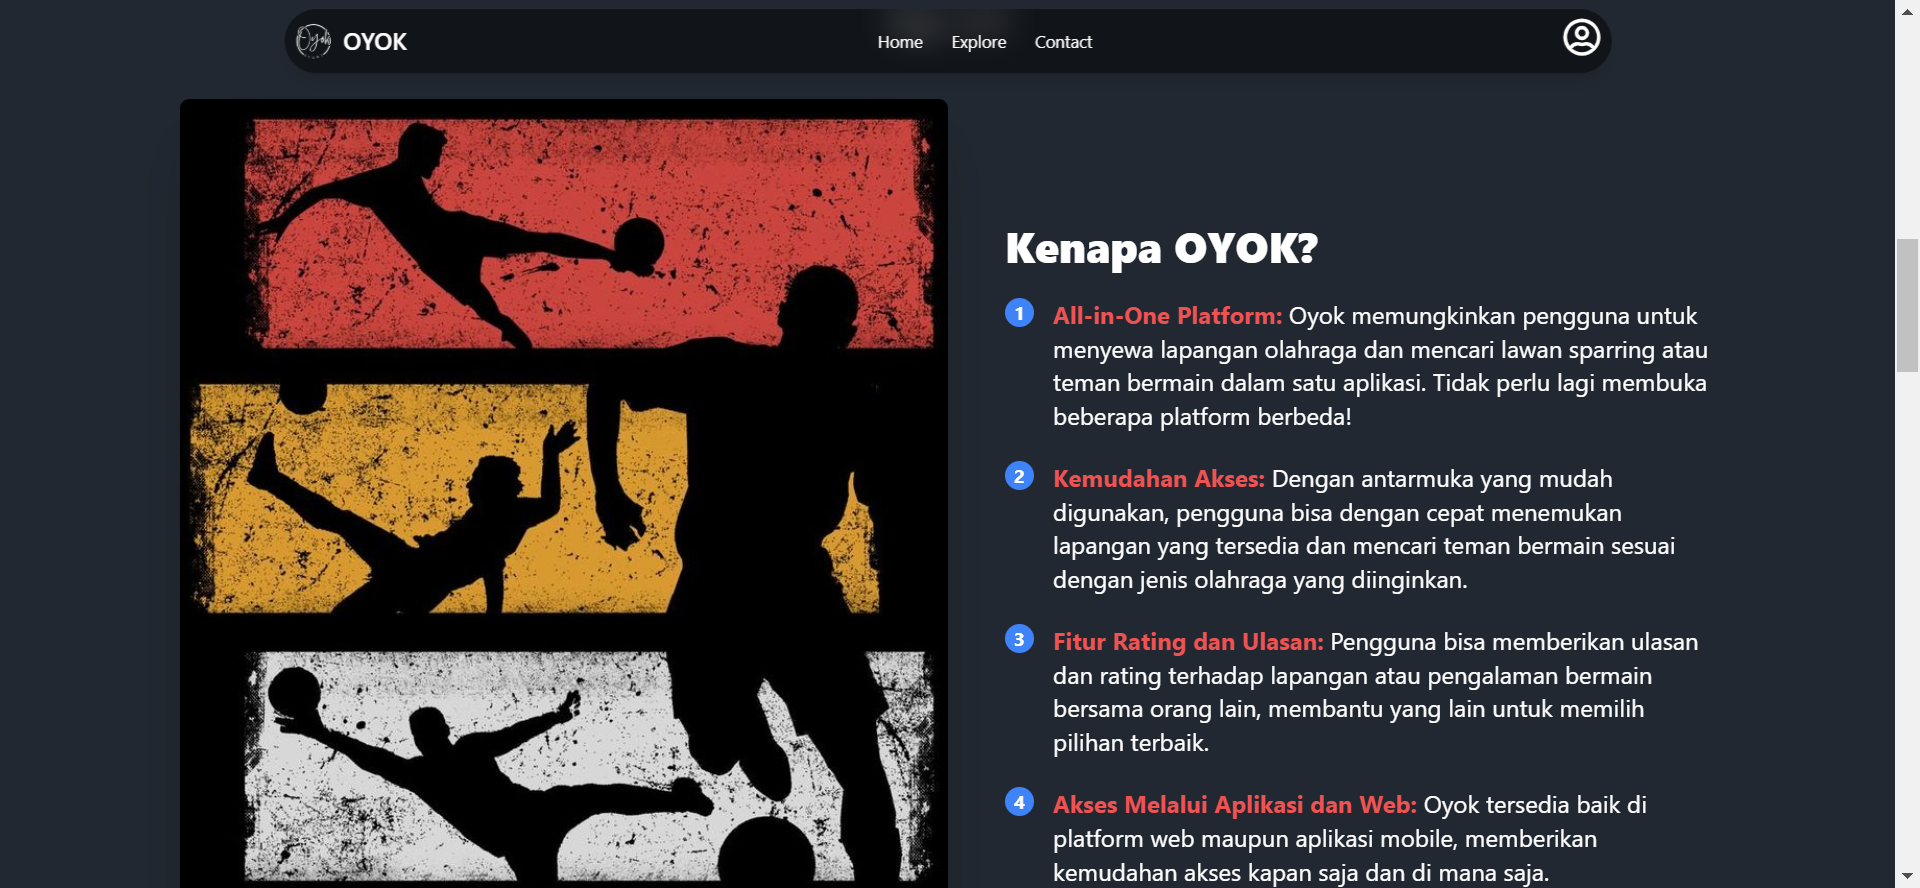 Oyok
OYOK
Home
Explore
Contact
Kenapa OYOK?
1
All-in-One Platform: Oyok memungkinkan pengguna untuk
menyewa lapangan olahraga dan mencari lawan sparring atau
teman bermain dalam satu aplikasi. Tidak perlu lagi membuka
beberapa platform berbeda!
2
Kemudahan Akses: Dengan antarmuka yang mudah
digunakan, pengguna bisa dengan cepat menemukan
lapangan yang tersedia dan mencari teman bermain sesuai
dengan jenis olahraga yang diinginkan.
3
Fitur Rating dan Ulasan: Pengguna bisa memberikan ulasan
dan rating terhadap lapangan atau pengalaman bermain
bersama orang lain, membantu yang lain untuk memilih
pilihan terbaik.
4
Akses Melalui Aplikasi dan Web: Oyok tersedia baik di
platform web maupun aplikasi mobile, memberikan
kemudahan akses kapan saja dan di mana saja.